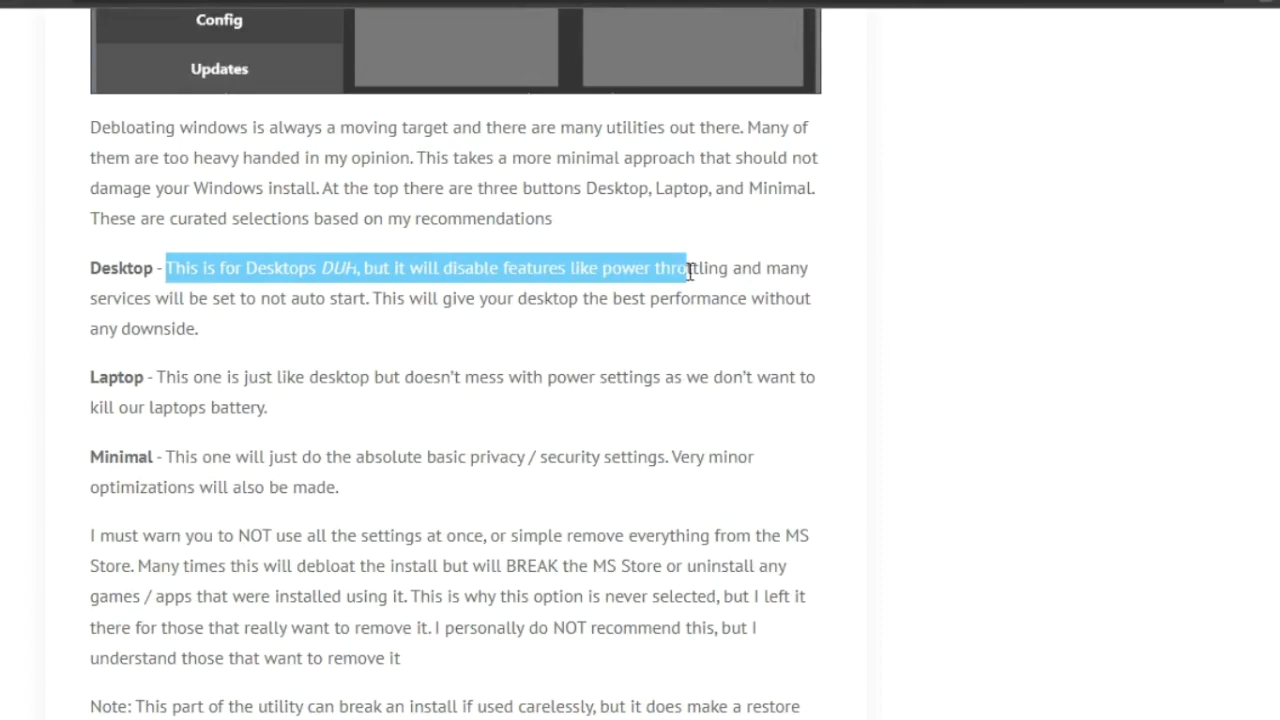 Config
Updates
Debloating windows is always a moving target and there are many utilities out there. Many of
them are too heavy handed in my opinion. This takes a more minimal approach that should not
damage your Windows install. At the top there are three buttons Desktop, Laptop, and Minimal.
These are curated selections based on my recommendations
Desktop - This is for Desktops DUH, but it will disable features like power throttling and many
services will be set to not auto start. This will give your desktop the best performance without
any downside.
Laptop - This one is just like desktop but doesn't mess with power settings as we don't want to
kill our laptops battery.
Minimal - This one will just do the absolute basic privacy / security settings. Very minor
optimizations will also be made.
I must warn you to NOT use all the settings at once, or simple remove everything from the MS
Store. Many times this will debloat the install but will BREAK the MS Store or uninstall any
games / apps that were installed using it. This is why this option is never selected, but I left it
there for those that really want to remove it. I personally do NOT recommend this, but I
understand those that want to remove it
Note: This part of the utility can break an install if used carelessly, but it does make a restore